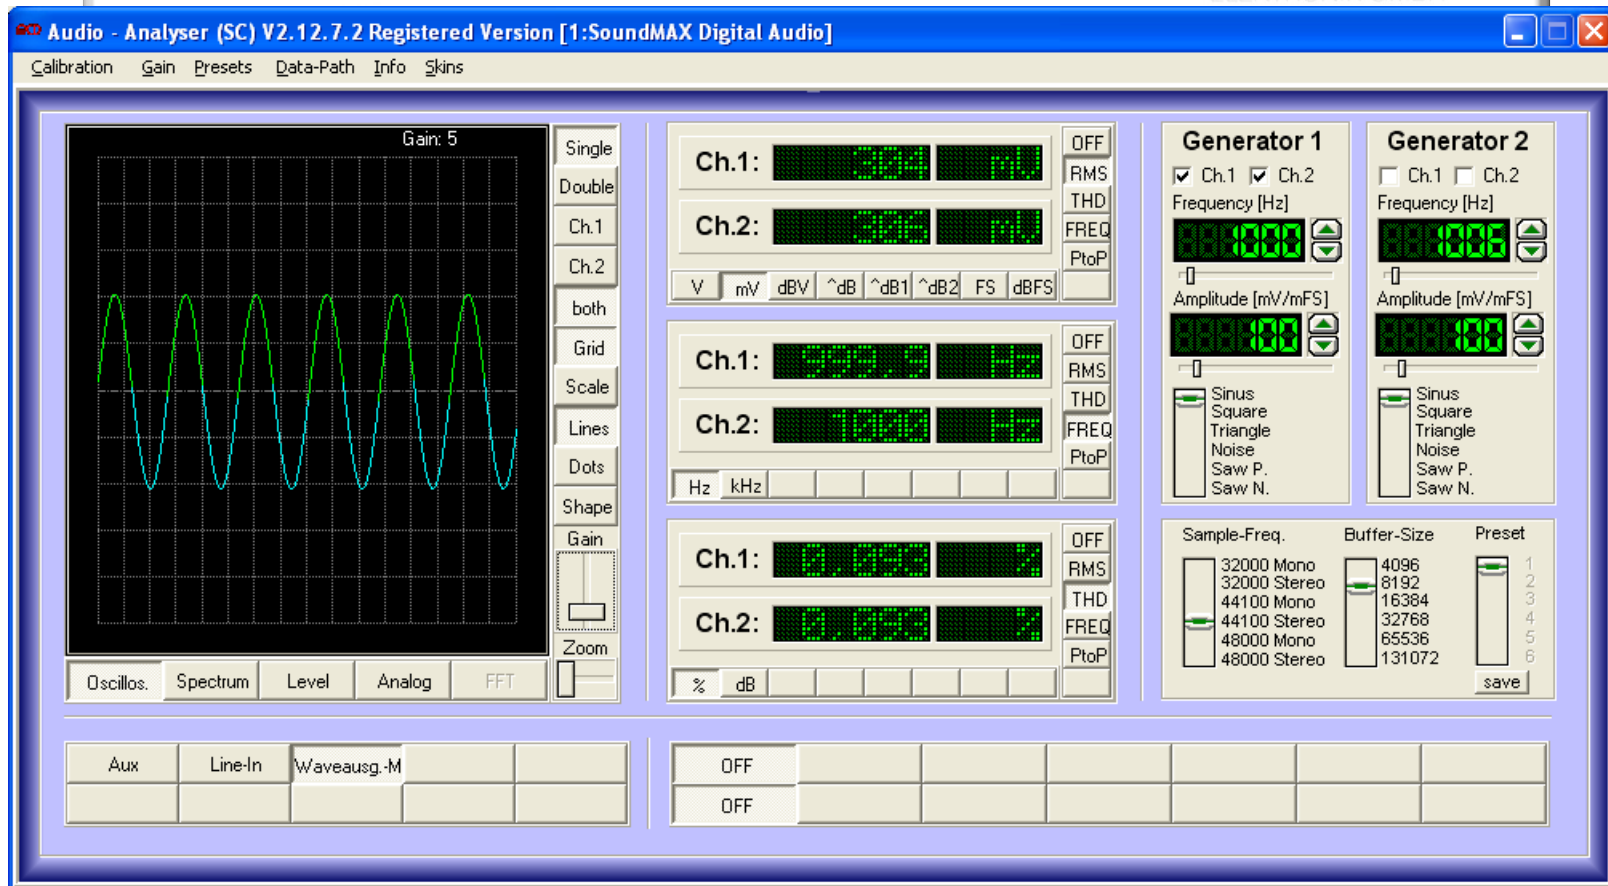 Audio - Analyser (SC) V2.12.7.2 Registered Version [1:SoundMAX Digital Audio]
Calibration Gain Presets Data-Path Info Skins
Gain: 5
Single
Double
Ch.1
Ch.2
both
Grid
Scale
Lines
Dots
Shape
Gain
Zoom
Oscillos. Spectrum Level Analog FFT
Ch.1: 304 mV
Ch.2: 306 mV
OFF
RMS
THD
FREQ
PtoP
V mV dBV ^dB ^dB1 ^dB2 FS dBFS
Ch.1: 999,9 Hz
Ch.2: 1000 Hz
OFF
RMS
THD
FREQ
PtoP
Hz kHz
Ch.1: 0.093 %
Ch.2: 0.093 %
OFF
RMS
THD
FREQ
PtoP
% dB
Generator 1
Ch.1 Ch.2
Frequency [Hz]
1000
Amplitude [mV/mFS]
100
Sinus
Square
Triangle
Noise
Saw P.
Saw N.
Generator 2
Ch.1 Ch.2
Frequency [Hz]
1006
Amplitude [mV/mFS]
100
Sinus
Square
Triangle
Noise
Saw P.
Saw N.
Sample-Freq.
32000 Mono
32000 Stereo
44100 Mono
44100 Stereo
48000 Mono
48000 Stereo
Buffer-Size
4096
8192
16384
32768
65536
131072
Preset
1
2
3
4
5
6
save
Aux Line-In Waveausg.-M
OFF
OFF